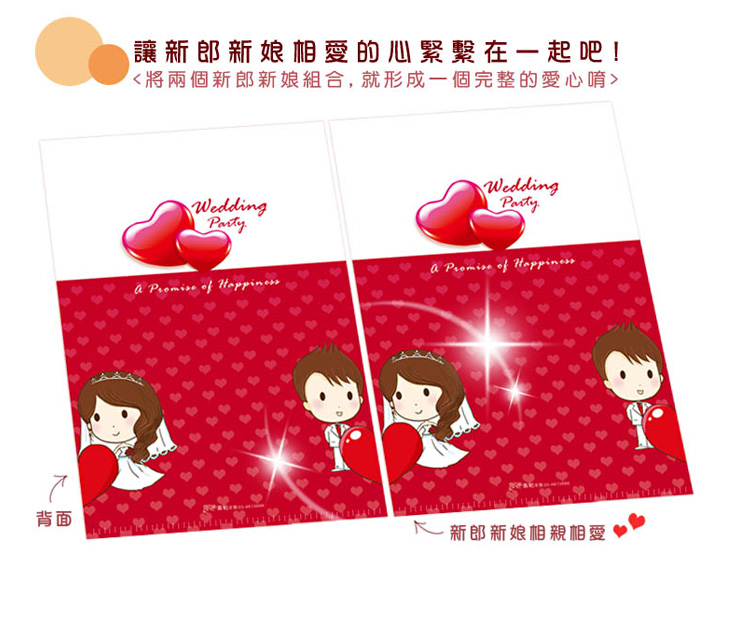 讓新郎新娘相愛的心緊繫在一起吧!
<將兩個新郎新娘組合,就形成一個完整的愛心唷>
Wedding
Party
A Promise of Happiness
Wedding
Party
A Promise of Happiness
背面
新郎新娘相親相愛